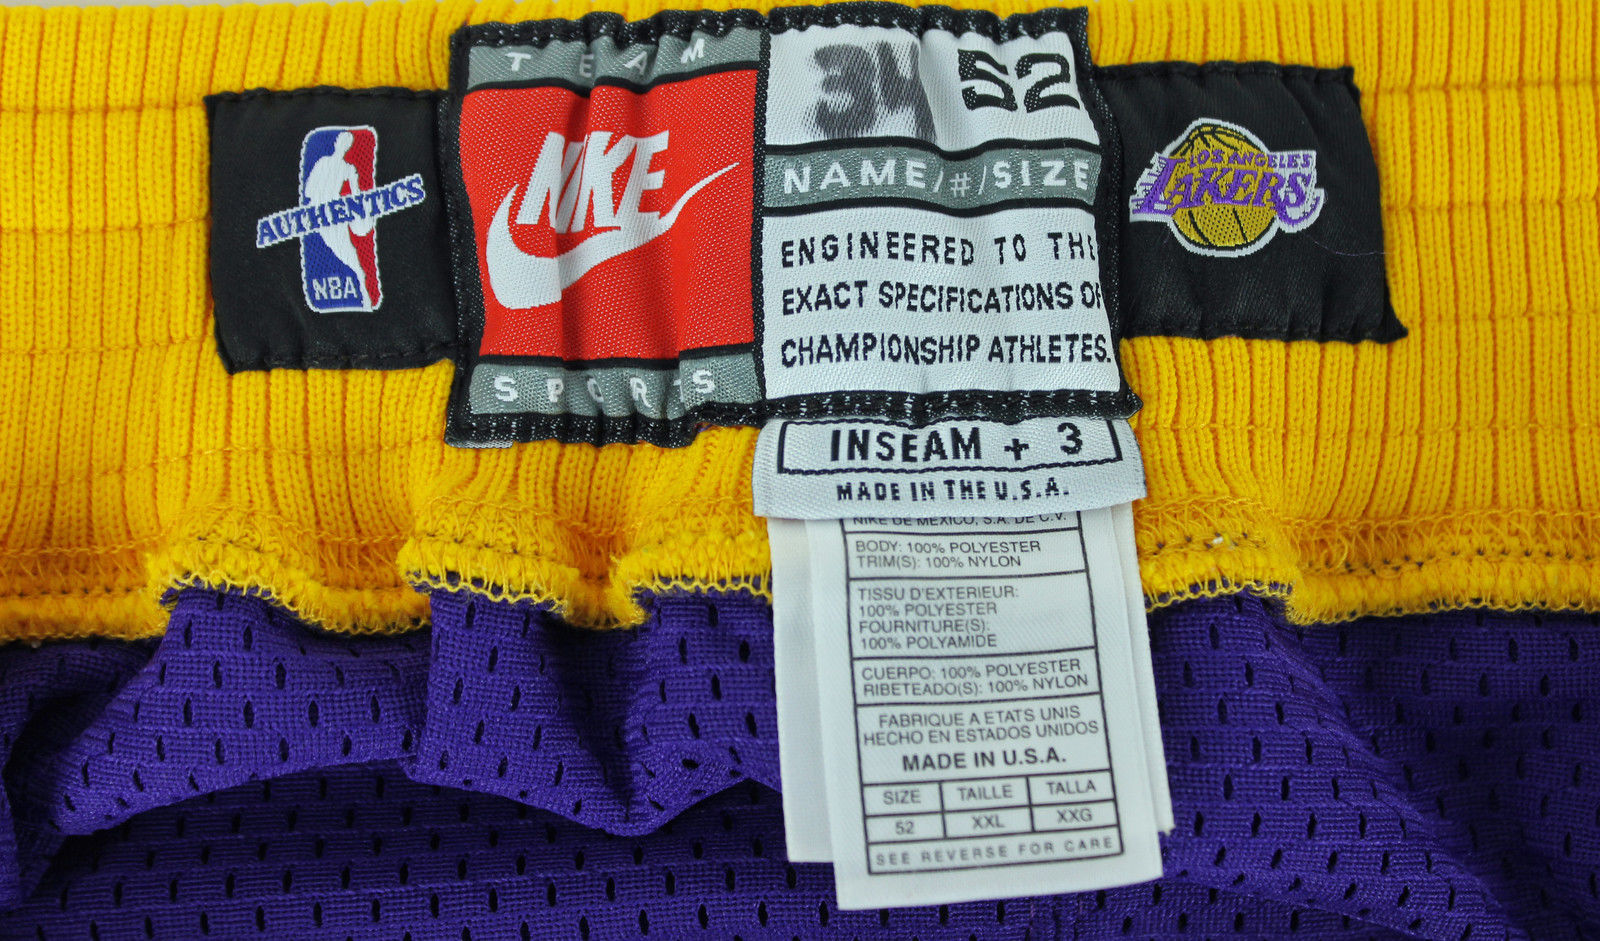 AUTHENTICS
NBA
TEAM
NIKE
SPORTS
34 52
NAME/#/SIZE
ENGINEERED TO THE
EXACT SPECIFICATIONS OF
CHAMPIONSHIP ATHLETES.
LOS ANGELES
LAKERS
INSEAM + 3
MADE IN THE U.S.A.
NIKE DE MEXICO, S.A. DE C.V.
BODY: 100% POLYESTER
TRIM(S): 100% NYLON
TISSU D'EXTERIEUR:
100% POLYESTER
FOURNITURE(S):
100% POLYAMIDE
CUERPO: 100% POLYESTER
RIBETEADO(S): 100% NYLON
FABRIQUE A ETATS UNIS
HECHO EN ESTADOS UNIDOS
MADE IN U.S.A.
SIZE TAILLE TALLA
52 XXL XXG
SEE REVERSE FOR CARE